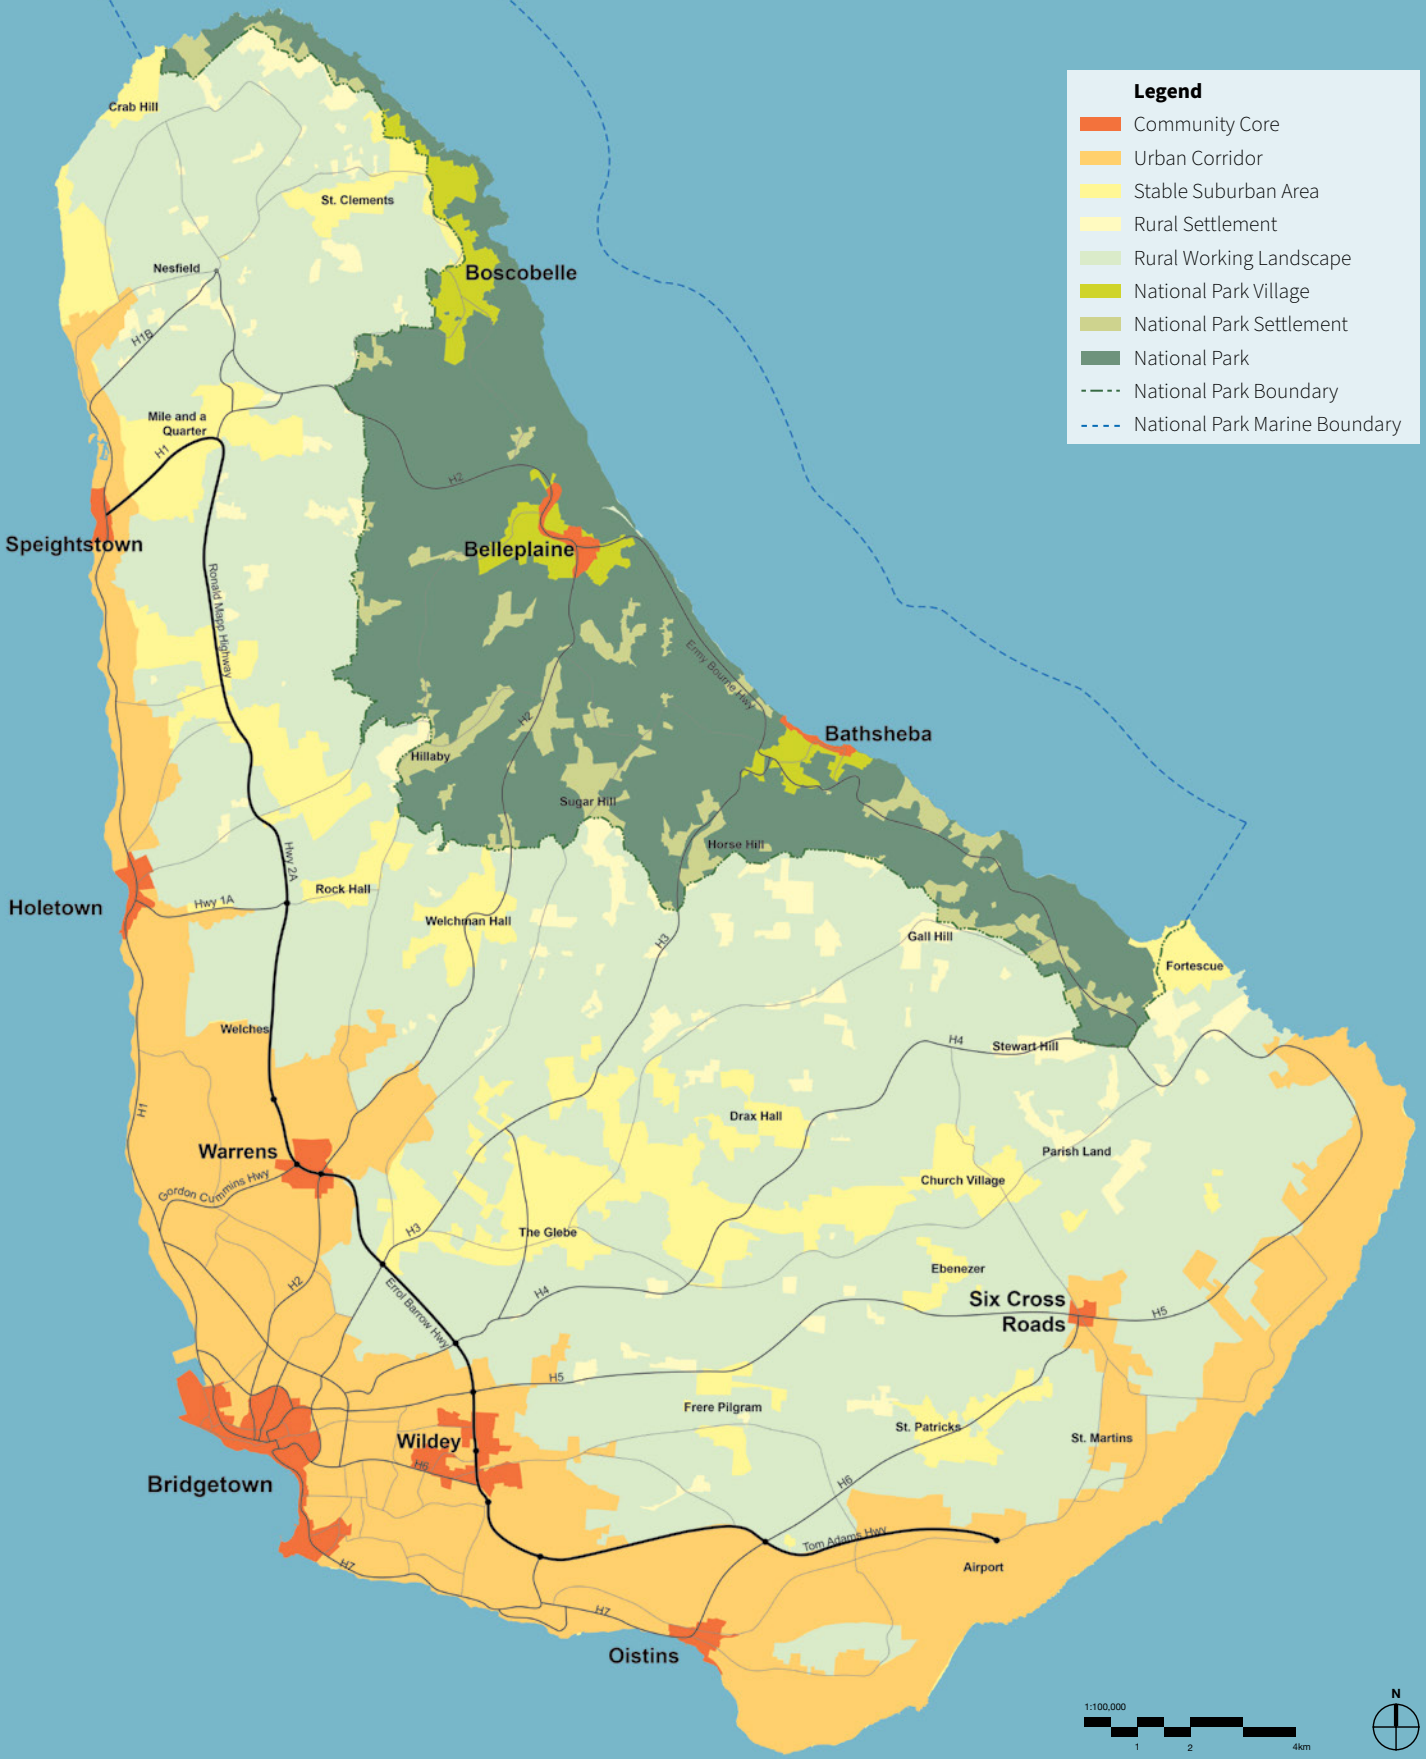 Legend
Community Core
Urban Corridor
Stable Suburban Area
Rural Settlement
Rural Working Landscape
National Park Village
National Park Settlement
National Park
National Park Boundary
National Park Marine Boundary
Crab Hill
St. Clements
Nesfield
Boscobelle
H1B
Mile and a
Quarter
H1
H2
Speightstown
Belleplaine
Ronald Mapp Highway
Ermy Bourne Hwy
H2
Bathsheba
Hillaby
Sugar Hill
Horse Hill
Hwy 2A
Rock Hall
Hwy 1A
Holetown
Welchman Hall
H3
Gall Hill
Fortescue
Welches
H4
Stewart Hill
H1
Drax Hall
Warrens
Parish Land
Gordon Cummins Hwy
Church Village
H3
The Glebe
Ebenezer
H2
Errol Barrow Hwy
H4
Six Cross
Roads
H5
H5
Frere Pilgram
St. Patricks
St. Martins
Wildey
H6
Bridgetown
H6
Tom Adams Hwy
Airport
H7
H7
Oistins
1:100,000
1
2
4km
N